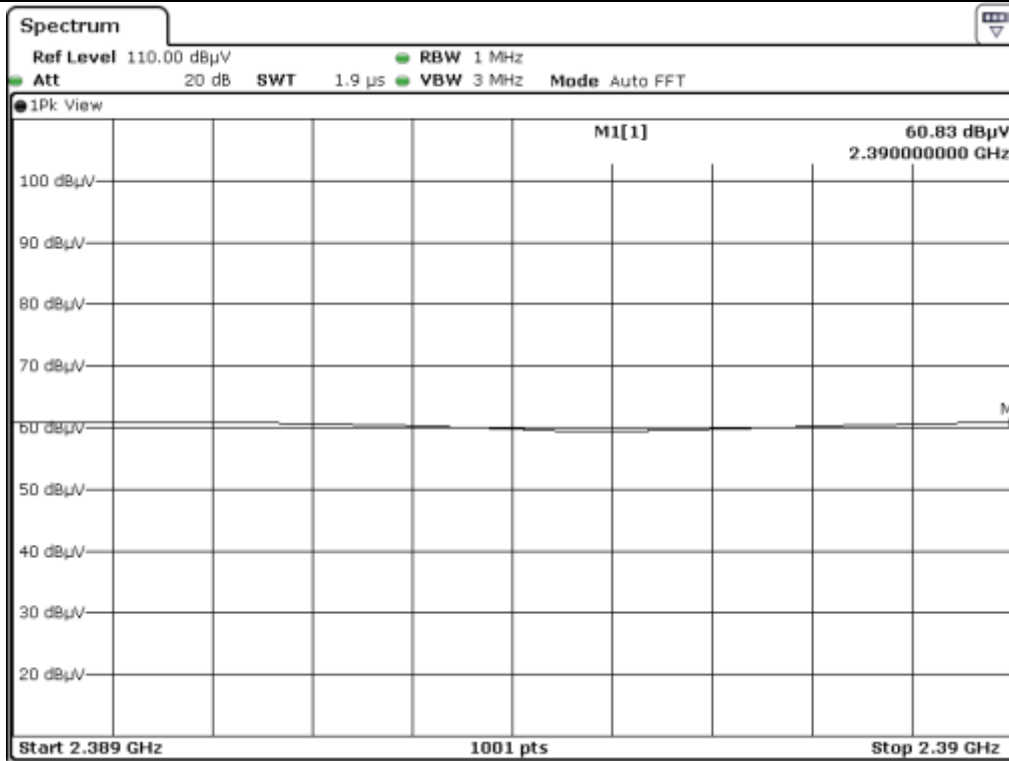 Spectrum
Ref Level 110.00 dBµV RBW 1 MHz
Att 20 dB SWT 1.9 µs VBW 3 MHz Mode Auto FFT
1Pk View
M1[1] 60.83 dBµV
2.390000000 GHz
100 dBµV
90 dBµV
80 dBµV
70 dBµV
M
60 dBµV
50 dBµV
40 dBµV
30 dBµV
20 dBµV
Start 2.389 GHz 1001 pts Stop 2.39 GHz